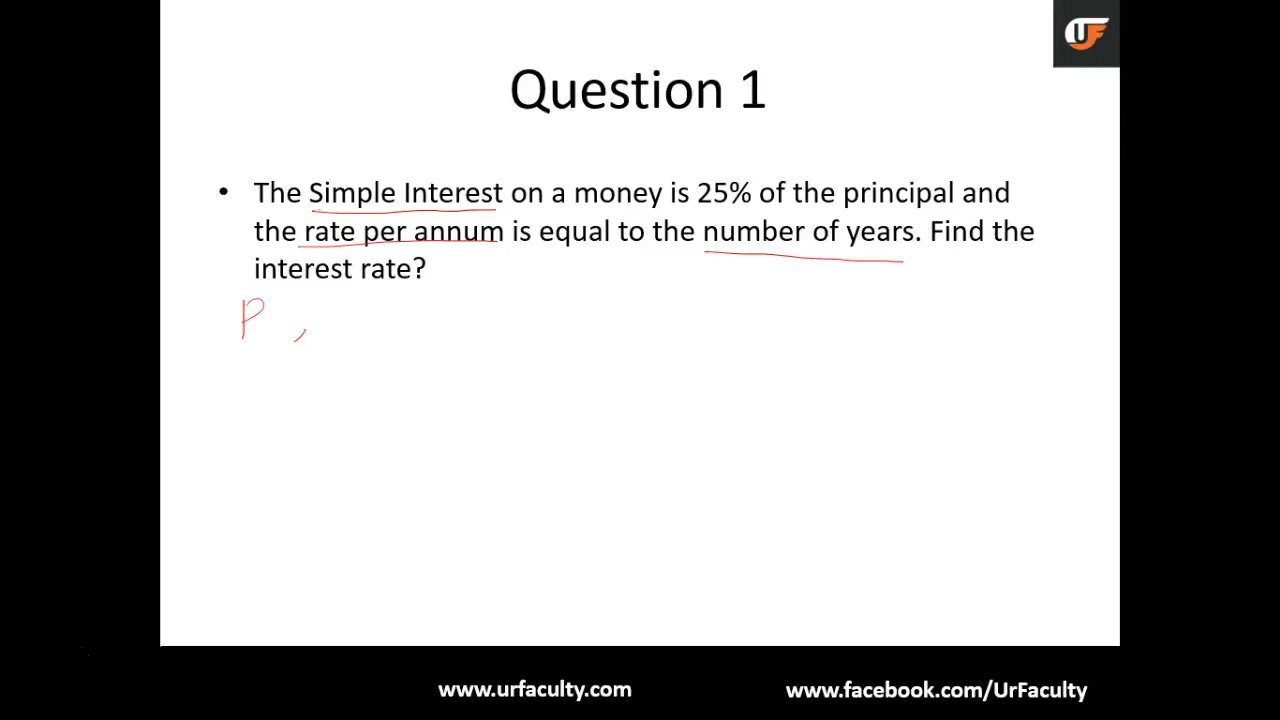 UF
Question 1
• The Simple Interest on a money is 25% of the principal and
the rate per annum is equal to the number of years. Find the
interest rate?
P ,
www.urfaculty.com www.facebook.com/UrFaculty